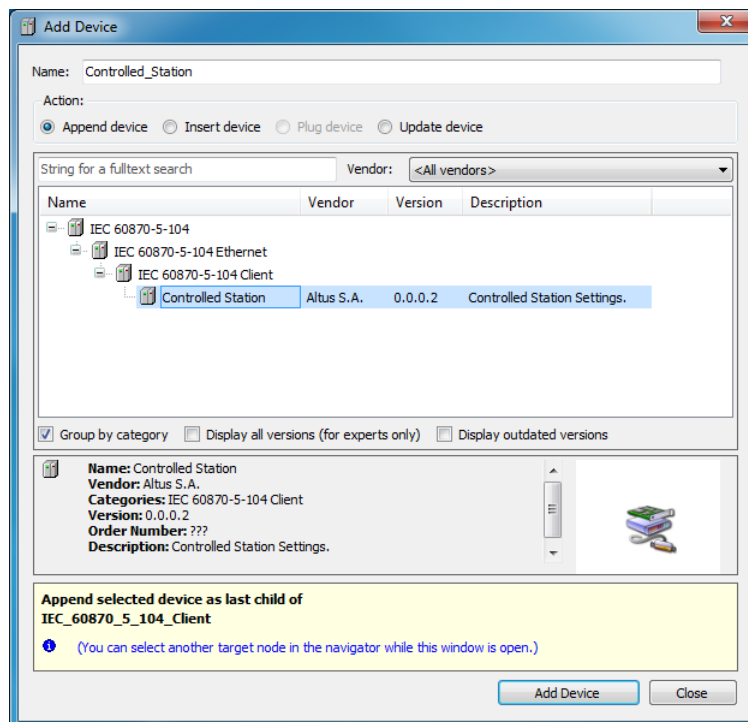 Add Device
Name: Controlled_Station
Action:
Append device Insert device Plug device Update device
String for a fulltext search Vendor: <All vendors>
Name Vendor Version Description
IEC 60870-5-104
IEC 60870-5-104 Ethernet
IEC 60870-5-104 Client
Controlled Station Altus S.A. 0.0.0.2 Controlled Station Settings.
Group by category Display all versions (for experts only) Display outdated versions
Name: Controlled Station
Vendor: Altus S.A.
Categories: IEC 60870-5-104 Client
Version: 0.0.0.2
Order Number: ???
Description: Controlled Station Settings.
Append selected device as last child of
IEC_60870_5_104_Client
(You can select another target node in the navigator while this window is open.)
Add Device Close